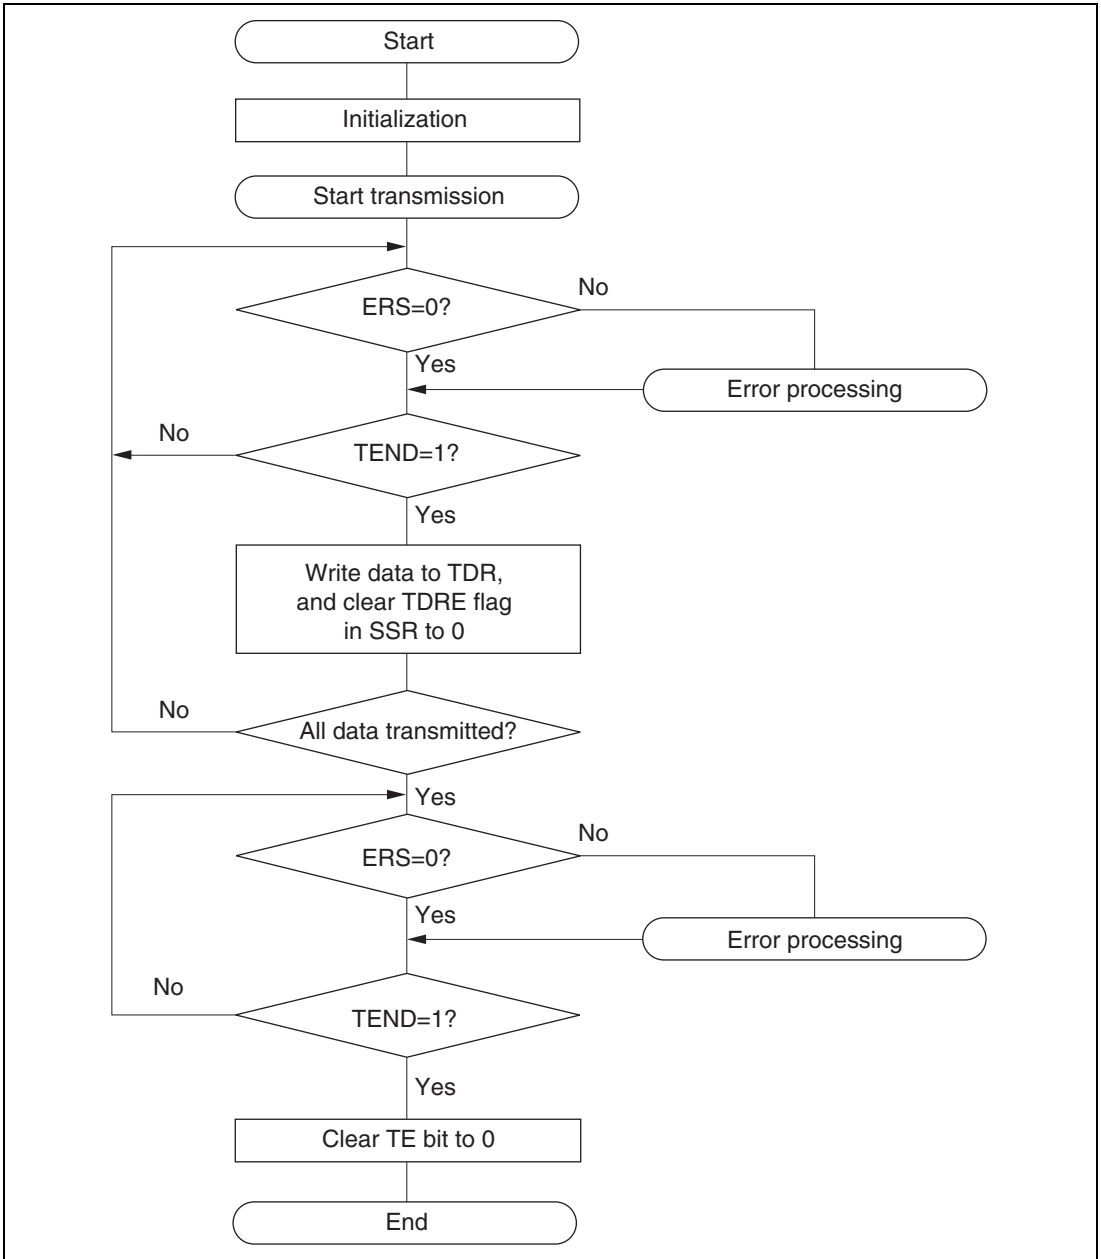 Start
Initialization
Start transmission
ERS=0?
No
Yes
Error processing
No
TEND=1?
Yes
Write data to TDR,
and clear TDRE flag
in SSR to 0
No
All data transmitted?
Yes
No
ERS=0?
Yes
Error processing
No
TEND=1?
Yes
Clear TE bit to 0
End